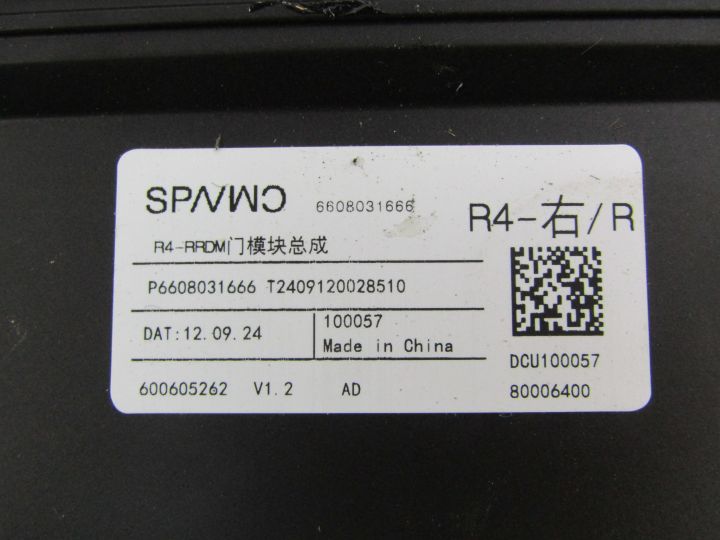 6608031666
R4-右/R
R4-RRDM门模块总成
P6608031666 T2409120028510
DAT:12.09.24
100057
Made in China
DCU100057
600605262 V1.2 AD
80006400